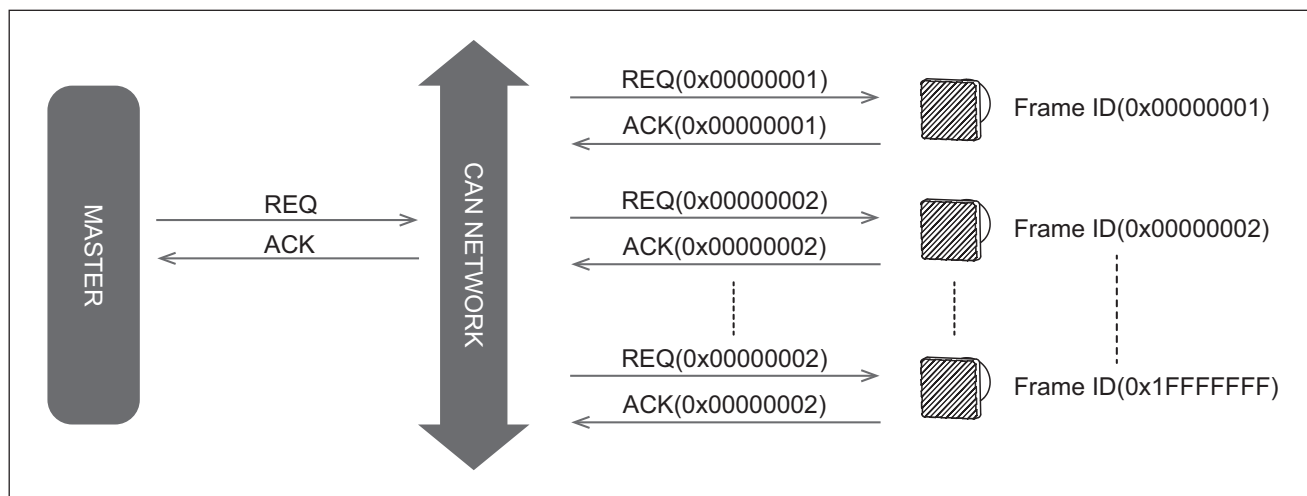 MASTER
REQ
ACK
CAN NETWORK
REQ(0x00000001)
ACK(0x00000001)
Frame ID(0x00000001)
REQ(0x00000002)
ACK(0x00000002)
Frame ID(0x00000002)
REQ(0x00000002)
ACK(0x00000002)
Frame ID(0x1FFFFFFF)